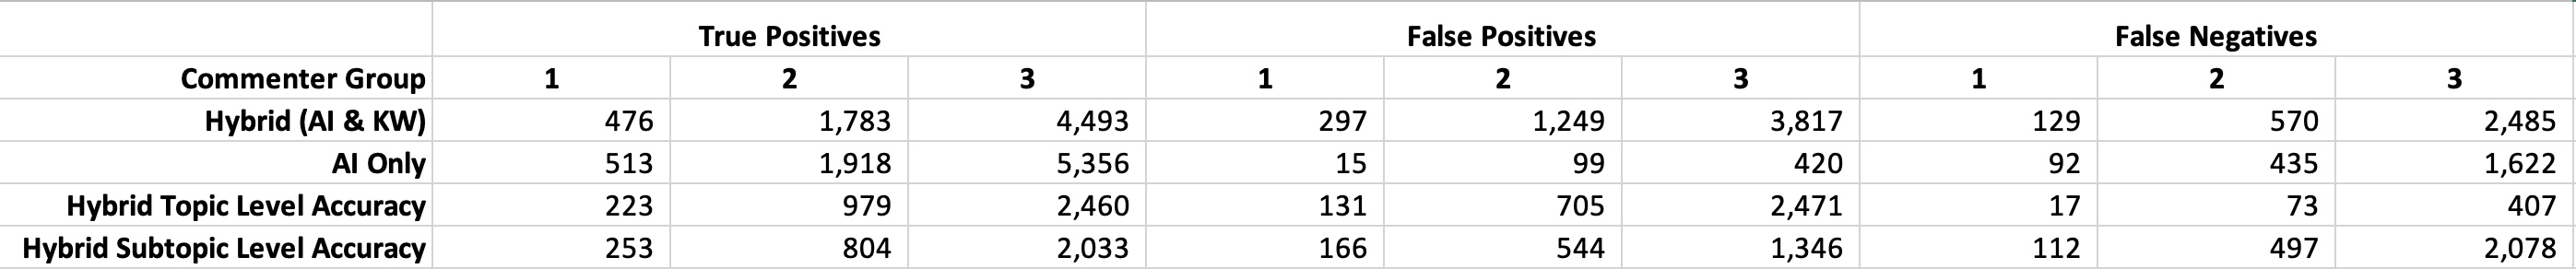 True Positives False Positives False Negatives
Commenter Group 1 2 3 1 2 3 1 2 3
Hybrid (AI & KW) 476 1,783 4,493 297 1,249 3,817 129 570 2,485
AI Only 513 1,918 5,356 15 99 420 92 435 1,622
Hybrid Topic Level Accuracy 223 979 2,460 131 705 2,471 17 73 407
Hybrid Subtopic Level Accuracy 253 804 2,033 166 544 1,346 112 497 2,078